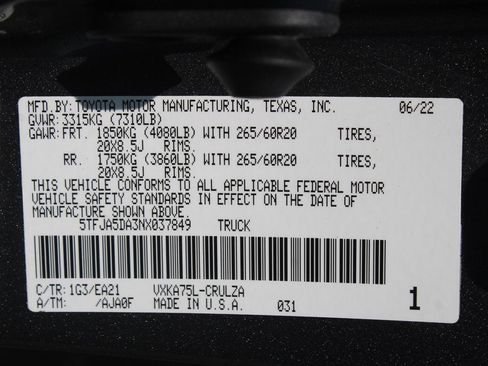 MFD.BY:TOYOTA MOTOR MANUFACTURING, TEXAS, INC. 06/22
GVWR:3315KG (7310LB)
GAWR:FRT. 1850KG (4080LB) WITH 265/60R20 TIRES,
20X8.5J RIMS.
RR. 1750KG (3860LB) WITH 265/60R20 TIRES,
20X8.5J RIMS.
THIS VEHICLE CONFORMS TO ALL APPLICABLE FEDERAL MOTOR
VEHICLE SAFETY STANDARDS IN EFFECT ON THE DATE OF
MANUFACTURE SHOWN ABOVE.
5TFJA5DA3NX037849 TRUCK
C/TR:1G3/EA21 VXKA75L-CRULZA
A/TM: /AJA0F MADE IN U.S.A. 031 1